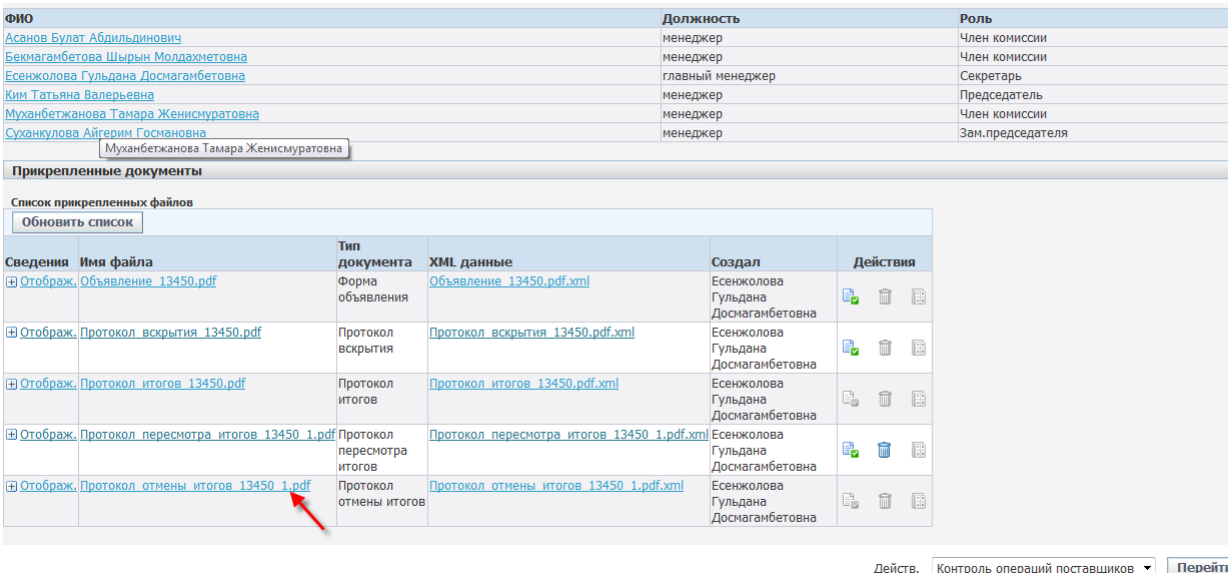 ФИО Должность Роль
Асанов Булат Абдильдинович менеджер Член комиссии
Бекмагамбетова Шырын Молдахметовна менеджер Член комиссии
Есенжолова Гульдана Досмагамбетовна главный менеджер Секретарь
Ким Татьяна Валерьевна менеджер Председатель
Муханбетжанова Тамара Женисмуратовна менеджер Член комиссии
Суханкулова Айгерим Госмановна менеджер Зам.председателя
Муханбетжанова Тамара Женисмуратовна
Прикрепленные документы
Список прикрепленных файлов
Обновить список
Сведения Имя файла Тип документа XML данные Создал Действия
Отображ. Объявление_13450.pdf Форма объявления Объявление_13450.pdf.xml Есенжолова Гульдана Досмагамбетовна
Отображ. Протокол_вскрытия_13450.pdf Протокол вскрытия Протокол_вскрытия_13450.pdf.xml Есенжолова Гульдана Досмагамбетовна
Отображ. Протокол_итогов_13450.pdf Протокол итогов Протокол_итогов_13450.pdf.xml Есенжолова Гульдана Досмагамбетовна
Отображ. Протокол_пересмотра_итогов_13450_1.pdf Протокол пересмотра итогов Протокол_пересмотра_итогов_13450_1.pdf.xml Есенжолова Гульдана Досмагамбетовна
Отображ. Протокол_отмены_итогов_13450_1.pdf Протокол отмены итогов Протокол_отмены_итогов_13450_1.pdf.xml Есенжолова Гульдана Досмагамбетовна
Действ. Контроль операций поставщиков Перейти